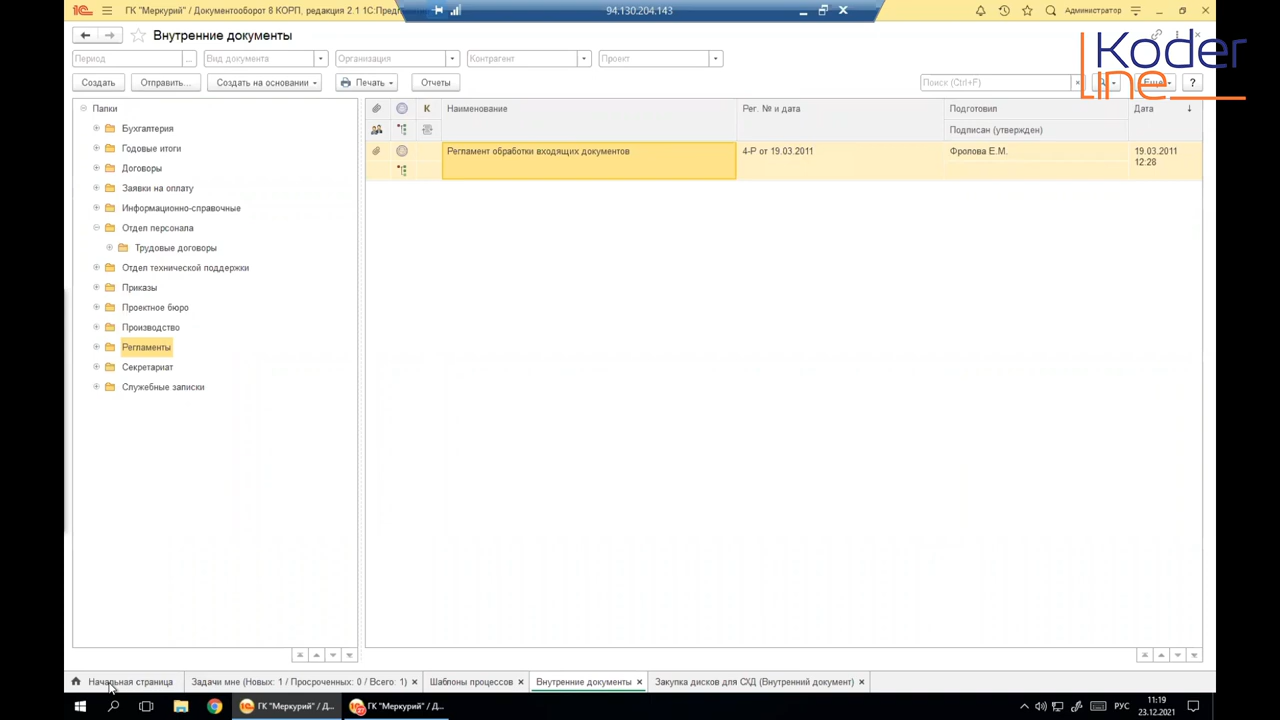 ГК "Меркурий" / Документооборот 8 КОРП, редакция 2.1 1С:Предп
94.130.204.143
Администратор
Внутренние документы
Koder
line
Период
Вид документа
Организация
Контрагент
Проект
Создать
Отправить...
Создать на основании
Печать
Отчеты
Поиск (Ctrl+F)
Еще
?
Папки
Бухгалтерия
Годовые итоги
Договоры
Заявки на оплату
Информационно-справочные
Отдел персонала
Трудовые договоры
Отдел технической поддержки
Приказы
Проектное бюро
Производство
Регламенты
Секретариат
Служебные записки
К
Наименование
Рег. № и дата
Подготовил
Дата
Подписан (утвержден)
Регламент обработки входящих документов
4-Р от 19.03.2011
Фролова Е.М.
19.03.2011
12:28
Начальная страница
Задачи мне (Новых: 1 / Просроченных: 0 / Всего: 1)
Шаблоны процессов
Внутренние документы
Закупка дисков для СХД (Внутренний документ)
ГК "Меркурий" / Д...
ГК "Меркурий" / Д...
РУС
11:19
23.12.2021